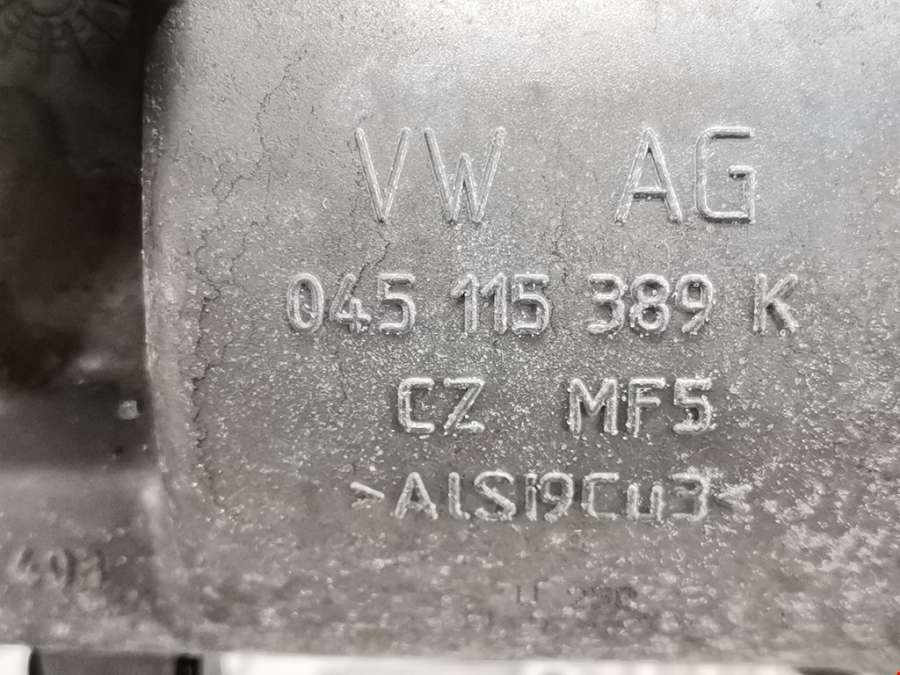 VW AG
045 115 389 K
CZ MF5
>AlSi9Cu3<